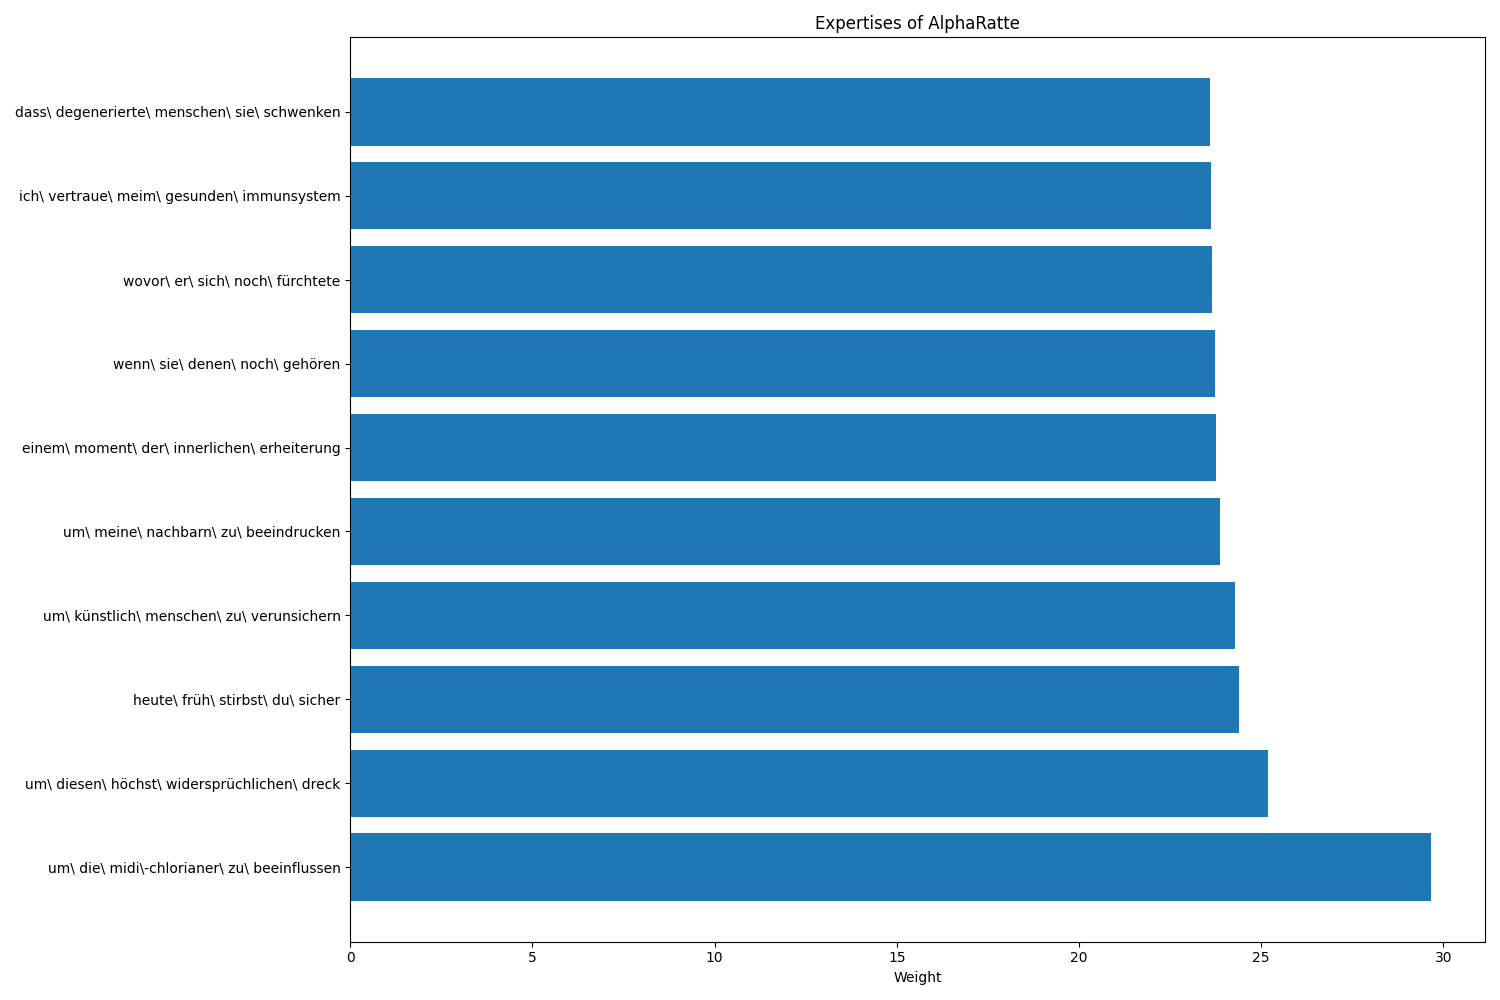 Expertises of AlphaRatte
dass\ degenerierte\ menschen\ sie\ schwenken
ich\ vertraue\ meim\ gesunden\ immunsystem
wovor\ er\ sich\ noch\ fürchtete
wenn\ sie\ denen\ noch\ gehören
einem\ moment\ der\ innerlichen\ erheiterung
um\ meine\ nachbarn\ zu\ beeindrucken
um\ künstlich\ menschen\ zu\ verunsichern
heute\ früh\ stirbst\ du\ sicher
um\ diesen\ höchst\ widersprüchlichen\ dreck
um\ die\ midi\-chlorianer\ zu\ beeinflussen
0 5 10 15 20 25 30
Weight